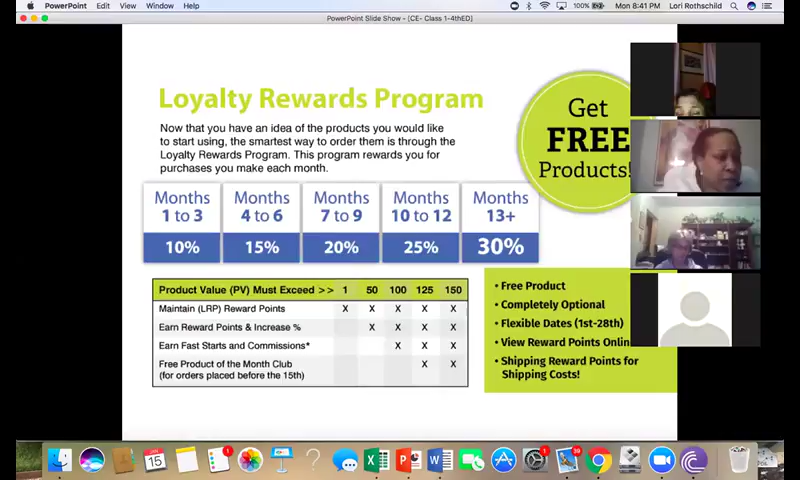 PowerPoint File Edit View Window Help
100% Mon 8:41 PM Lori Rothschild
PowerPoint Slide Show - [CE- Class 1-4thED]
Loyalty Rewards Program
Now that you have an idea of the products you would like
to start using, the smartest way to order them is through the
Loyalty Rewards Program. This program rewards you for
purchases you make each month.
Get
FREE
Products!
Months
1 to 3
10%
Months
4 to 6
15%
Months
7 to 9
20%
Months
10 to 12
25%
Months
13+
30%
Product Value (PV) Must Exceed >> 1 50 100 125 150
Maintain (LRP) Reward Points X X X X X
Earn Reward Points & Increase % X X X X
Earn Fast Starts and Commissions* X X X
Free Product of the Month Club X X
(for orders placed before the 15th)
• Free Product
• Completely Optional
• Flexible Dates (1st-28th)
• View Reward Points Onlin
• Shipping Reward Points for
Shipping Costs!
JAN
15